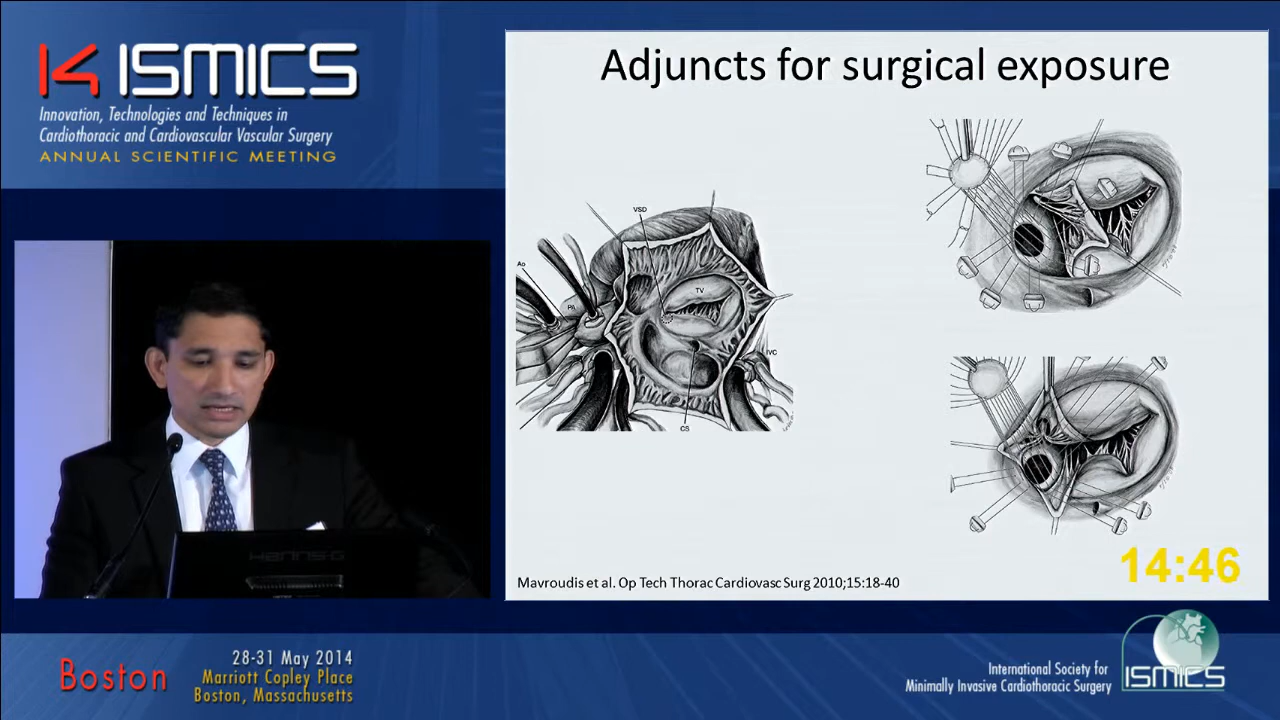 14 ISMICS
Innovation, Technologies and Techniques in
Cardiothoracic and Cardiovascular Vascular Surgery
ANNUAL SCIENTIFIC MEETING
Adjuncts for surgical exposure
VSD
Ao
PA
TV
IVC
CS
Mavroudis et al. Op Tech Thorac Cardiovasc Surg 2010;15:18-40
14:46
HANNS-G
Boston
28-31 May 2014
Marriott Copley Place
Boston, Massachusetts
International Society for
Minimally Invasive Cardiothoracic Surgery
ISMICS